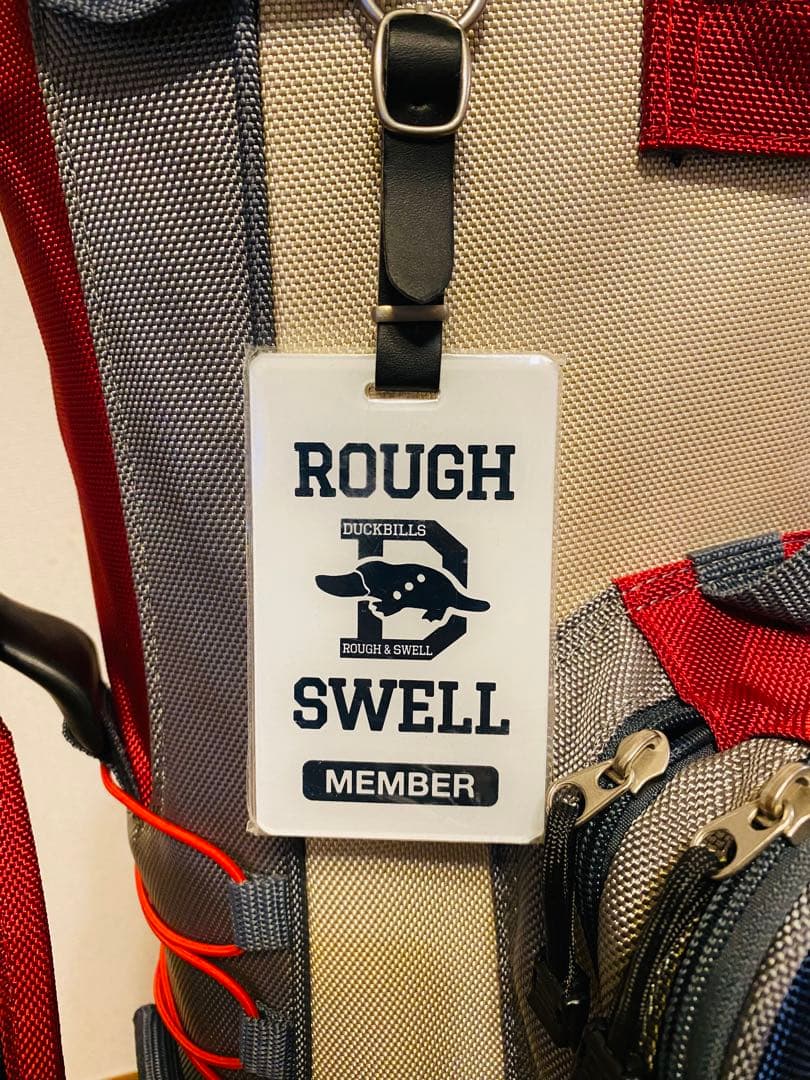 ROUGH
DUCKBILLS
ROUGH & SWELL
SWELL
MEMBER